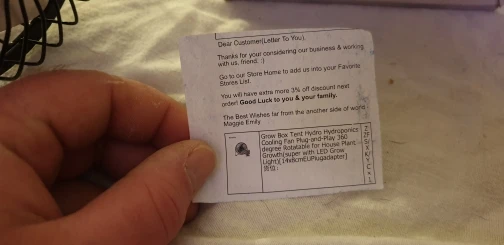 Dear Customer(Letter To You),
Thanks for your considering our business & working
with us, friend. :)
Go to our Store Home to add us into your Favorite
Stores List.
You will have extra more 3% off discount next
order! Good Luck to you & your family.
The Best Wishes far from the another side of world
Maggie Emily
Grow Box Tent Hydro Hydroponics
Cooling Fan Plug-and-Play 360
degree Rotatable for House Plant
Growth(super with LED Grow
Light)[14x8cmEUPlugadapter]